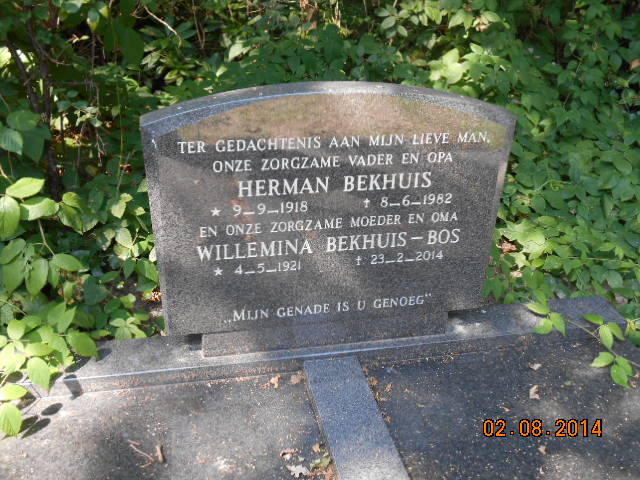 TER GEDACHTENIS AAN MIJN LIEVE MAN,
ONZE ZORGZAME VADER EN OPA
HERMAN BEKHUIS
* 9-9-1918 † 8-6-1982
EN ONZE ZORGZAME MOEDER EN OMA
WILLEMINA BEKHUIS-BOS
* 4-5-1921 † 23-2-2014
„MIJN GENADE IS U GENOEG"
02.08.2014